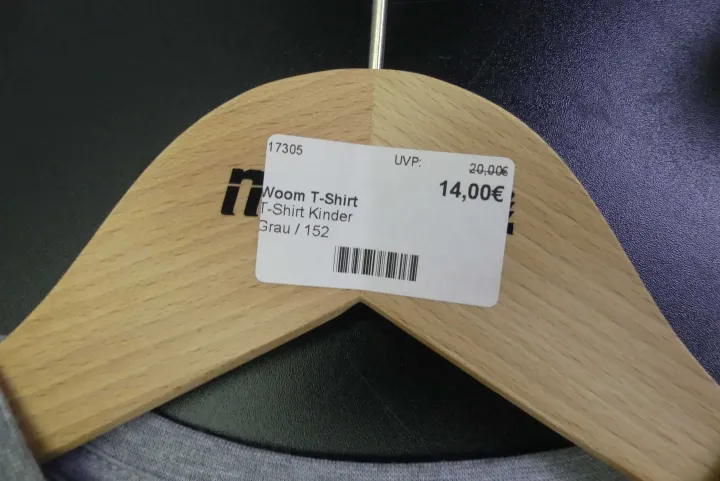 17305
UVP: 20,00€
14,00€
Woom T-Shirt
T-Shirt Kinder
Grau / 152